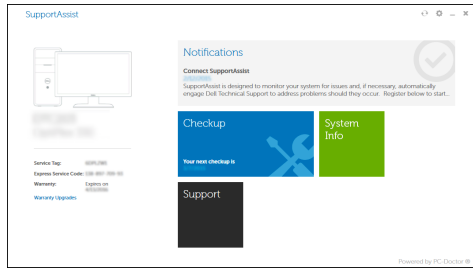 SupportAssist
Notifications
Connect SupportAssist
SupportAssist is designed to monitor your system for issues and, if necessary, automatically
engage Dell Technical Support to address problems should they occur. Register below to start...
Checkup
Your next checkup is
System
Info
Support
Service Tag:
Express Service Code:
Warranty:
Expires on
Warranty Upgrades
Powered by PC-Doctor ®